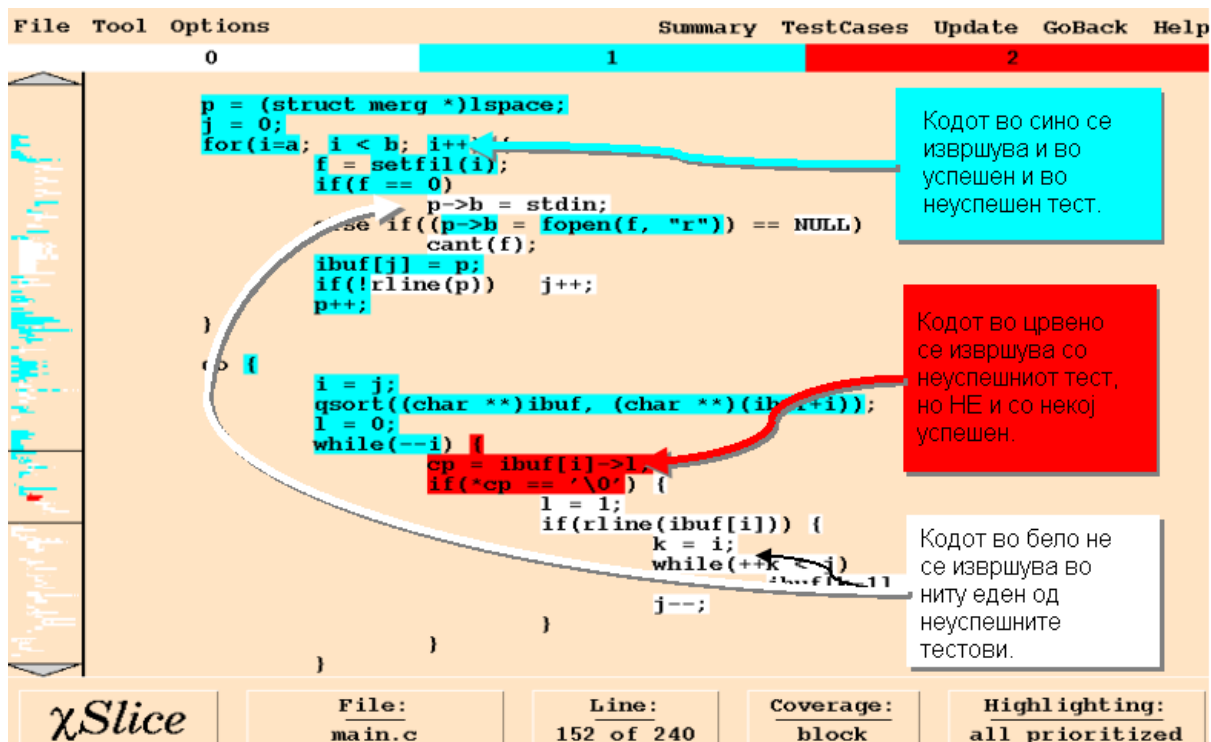 File Tool Options Summary TestCases Update GoBack Help
0 1 2
p = (struct merg *)lspace;
j = 0;
for(i=a; i < b; i++) {
f = setfil(i);
if(f == 0)
p->b = stdin;
if((p->b = fopen(f, "r")) == NULL)
cant(f);
ibuf[j] = p;
if(!rline(p)) j++;
p++;
}
{
i = j;
qsort((char **)ibuf, (char **)(ibuf+i));
l = 0;
while(--i) {
cp = ibuf[i]->l;
if(*cp == '\0') {
l = 1;
if(rline(ibuf[i])) {
k = i;
while(++k < j)
j--;
}
}
}
Кодот во сино се
извршува и во
успешен и во
неуспешен тест.
Кодот во црвено
се извршува со
неуспешниот тест,
но НЕ и со некој
успешен.
Кодот во бело не
се извршува во
ниту еден од
неуспешните
тестови.
χSlice
File:
main.c
Line:
152 of 240
Coverage:
block
Highlighting:
all prioritized